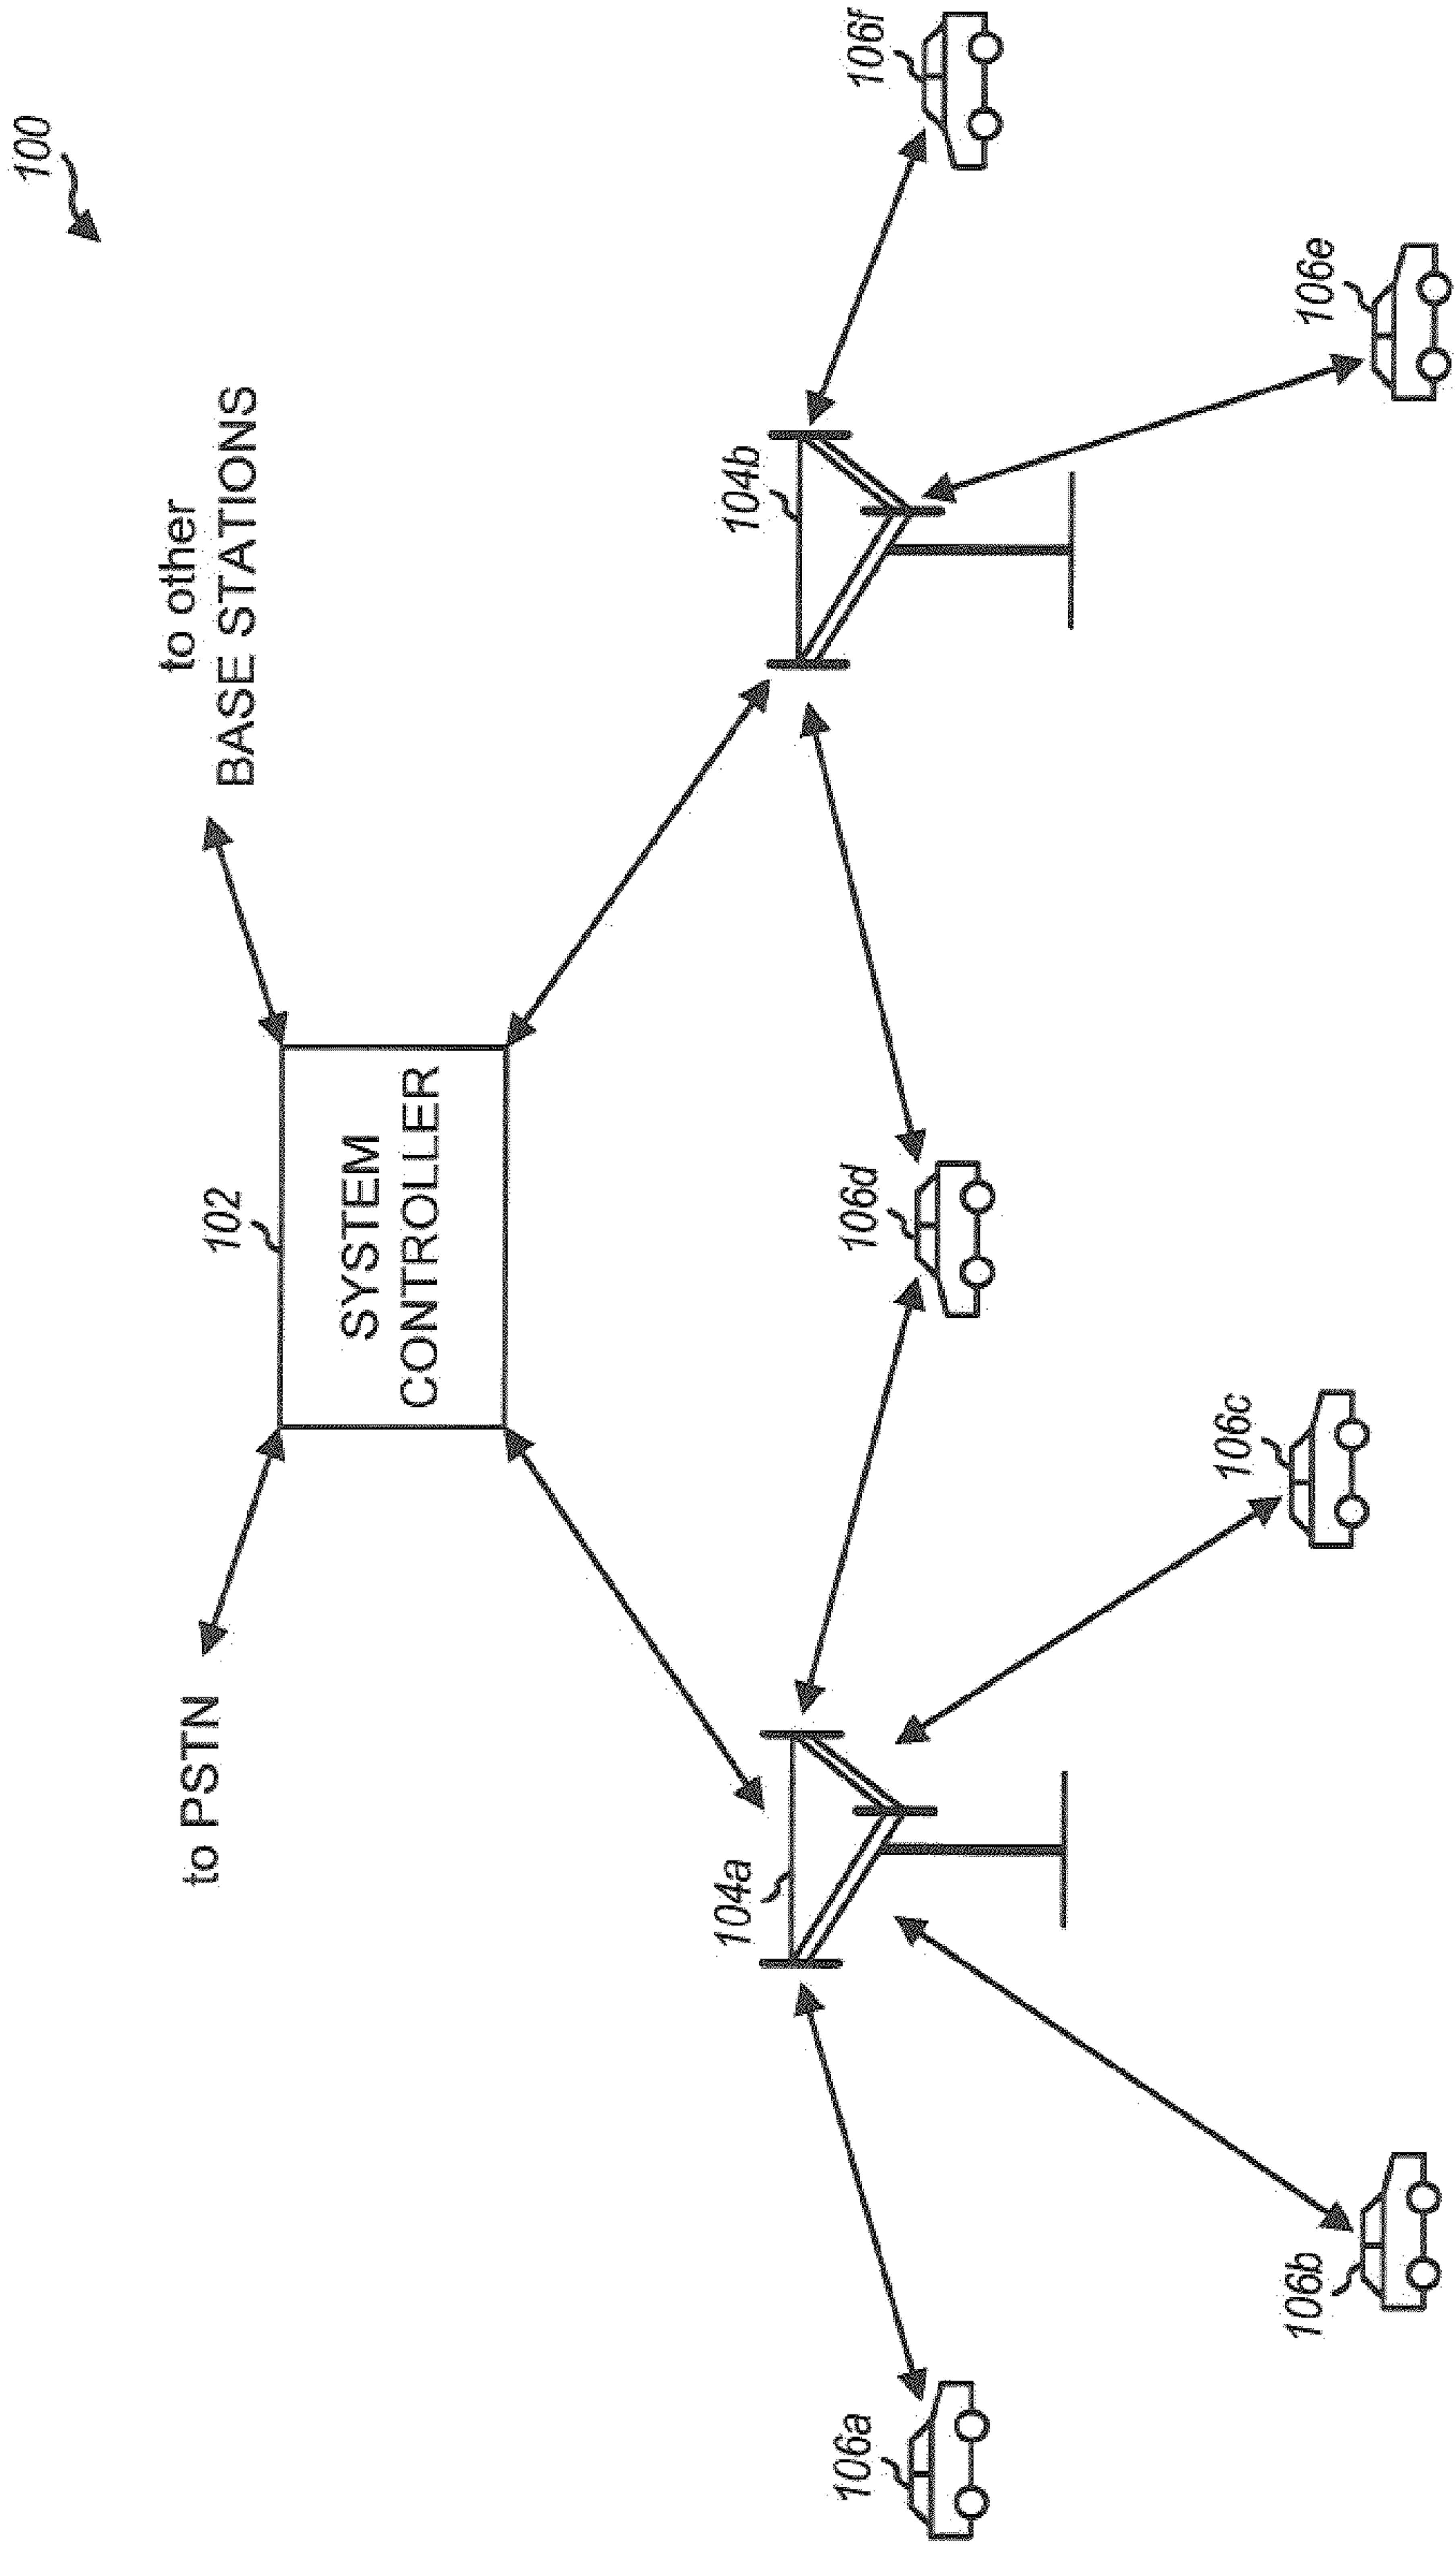 100
to other
BASE STATIONS
to PSTN
102
SYSTEM
CONTROLLER
104a
104b
106a
106b
106c
106d
106e
106f